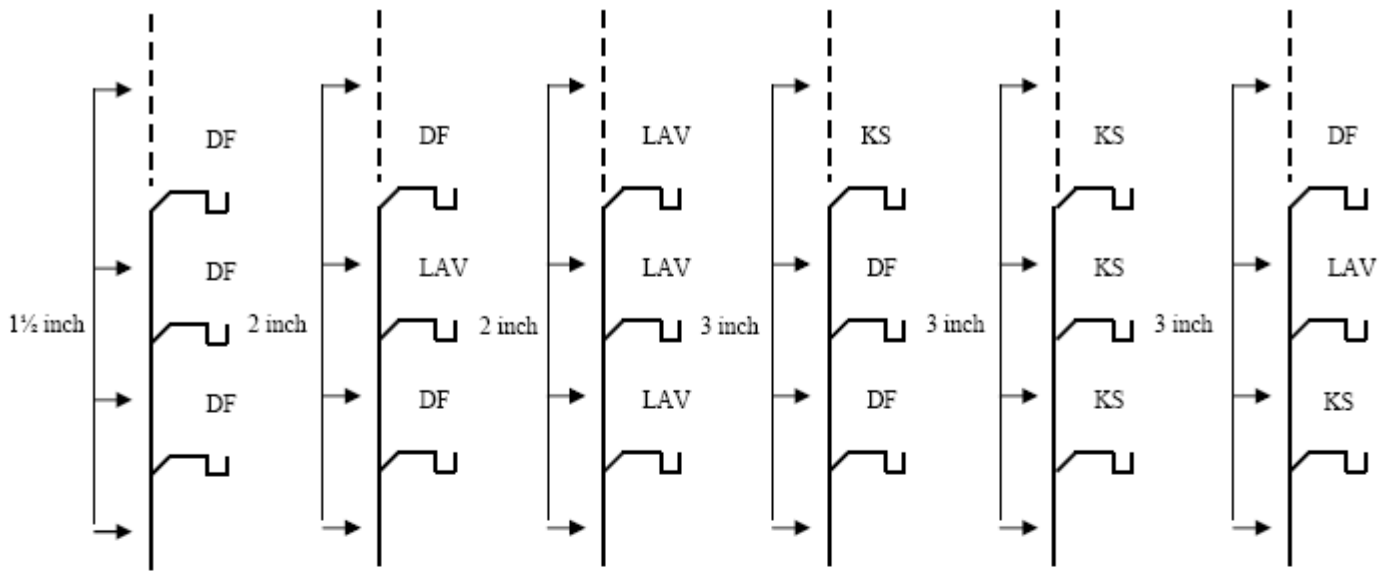 DF DF LAV KS KS DF
DF LAV LAV DF KS LAV
1½ inch 2 inch 2 inch 3 inch 3 inch 3 inch
DF DF LAV DF KS KS